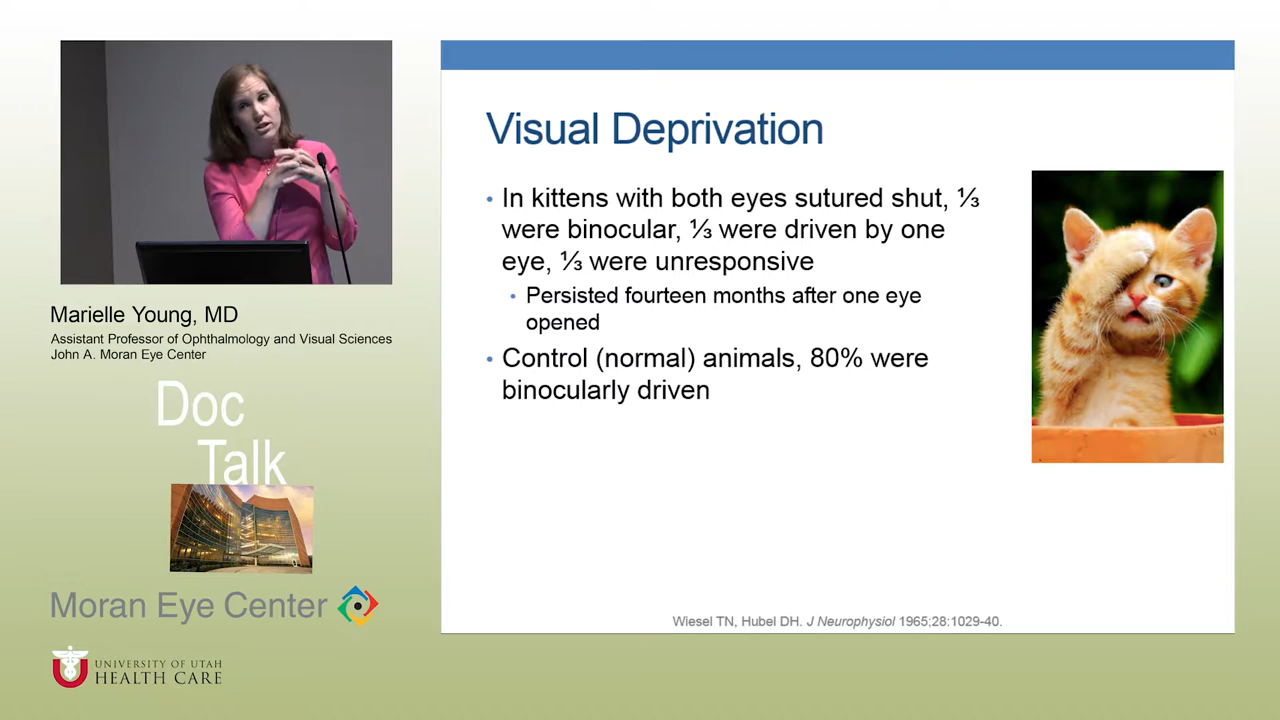 Marielle Young, MD
Assistant Professor of Ophthalmology and Visual Sciences
John A. Moran Eye Center
Doc
Talk
Moran Eye Center
UNIVERSITY OF UTAH
HEALTH CARE
Visual Deprivation
• In kittens with both eyes sutured shut, ⅓
were binocular, ⅓ were driven by one
eye, ⅓ were unresponsive
• Persisted fourteen months after one eye
opened
• Control (normal) animals, 80% were
binocularly driven
Wiesel TN, Hubel DH. J Neurophysiol 1965;28:1029-40.